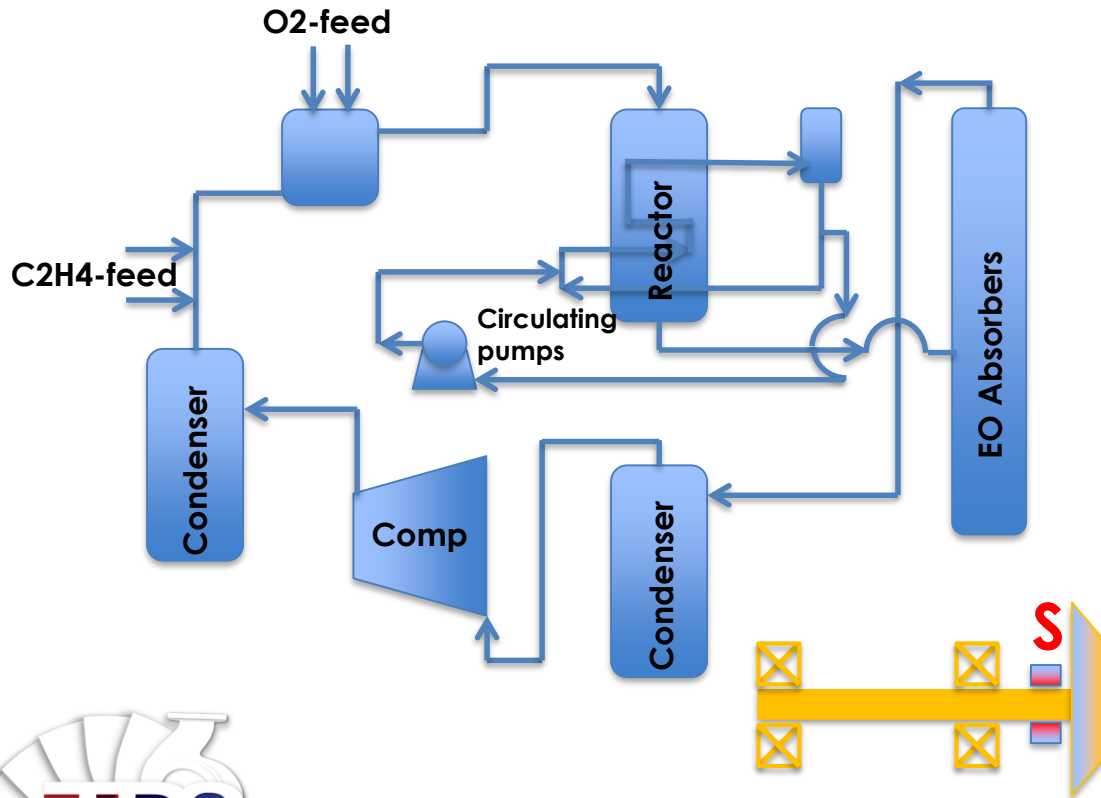 O2-feed
C2H4-feed
Reactor
Circulating
pumps
EO Absorbers
Condenser
Comp
Condenser
S